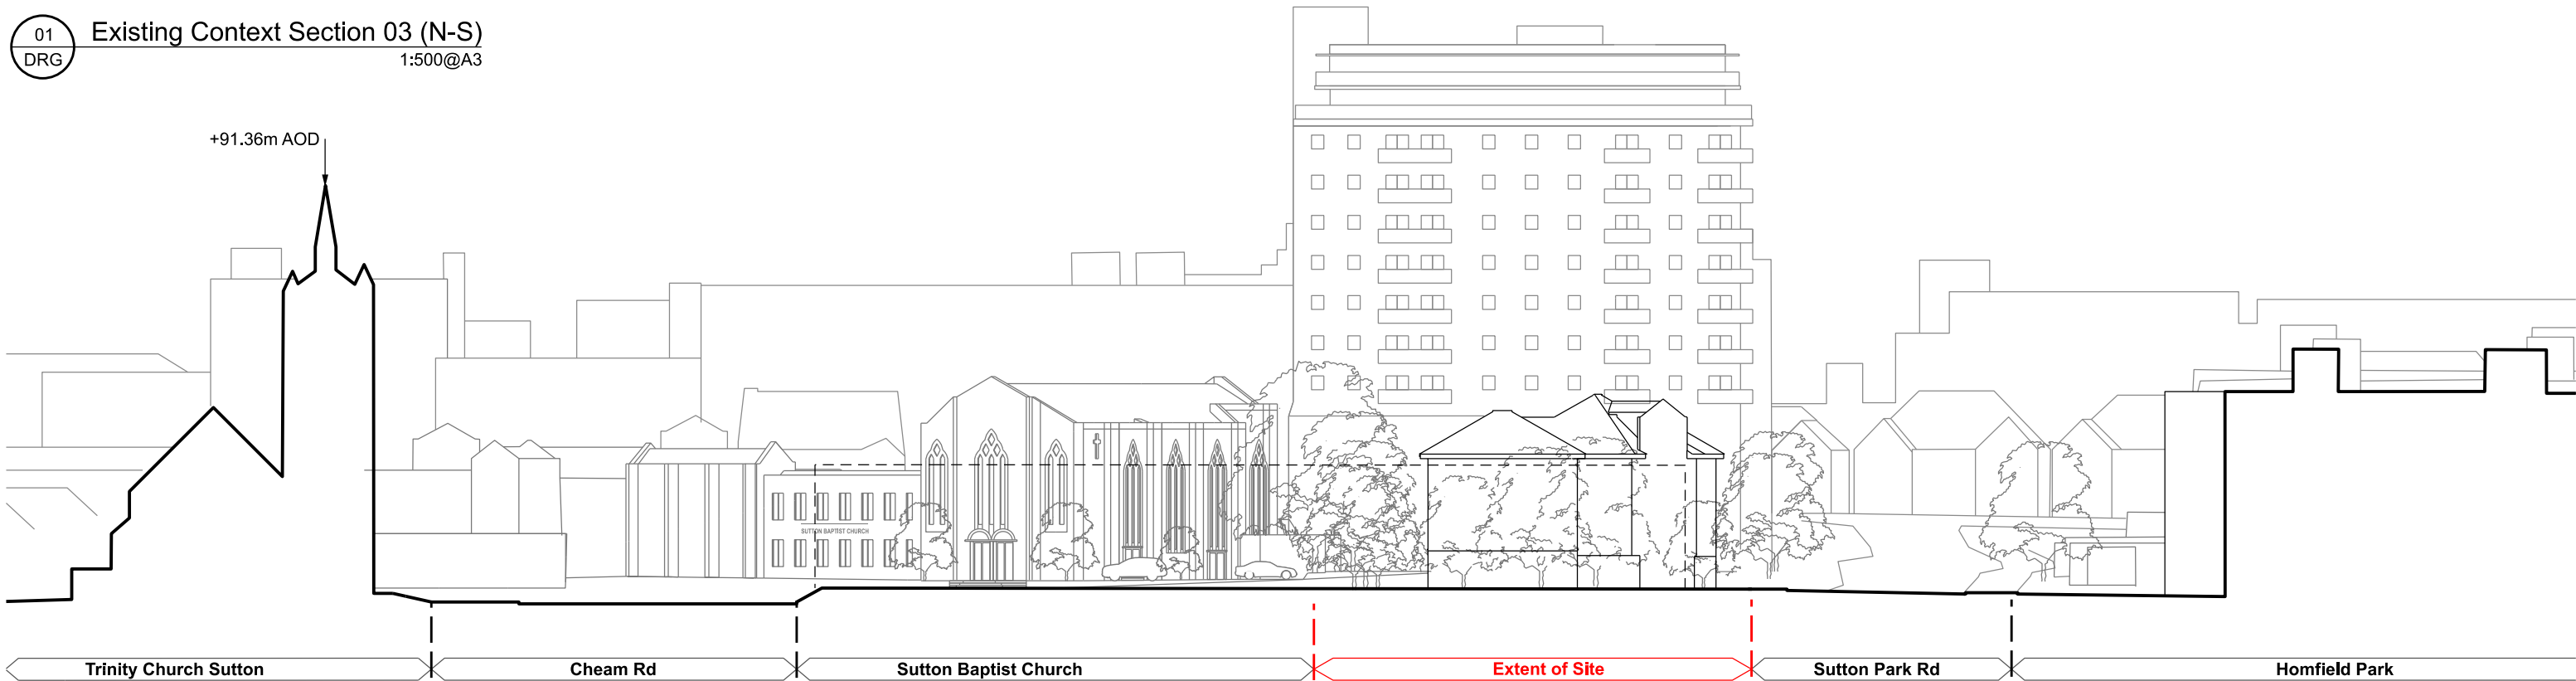 01
DRG
Existing Context Section 03 (N-S)
1:500@A3
+91.36m AOD
SUTTON BAPTIST CHURCH
Trinity Church Sutton
Cheam Rd
Sutton Baptist Church
Extent of Site
Sutton Park Rd
Homfield Park